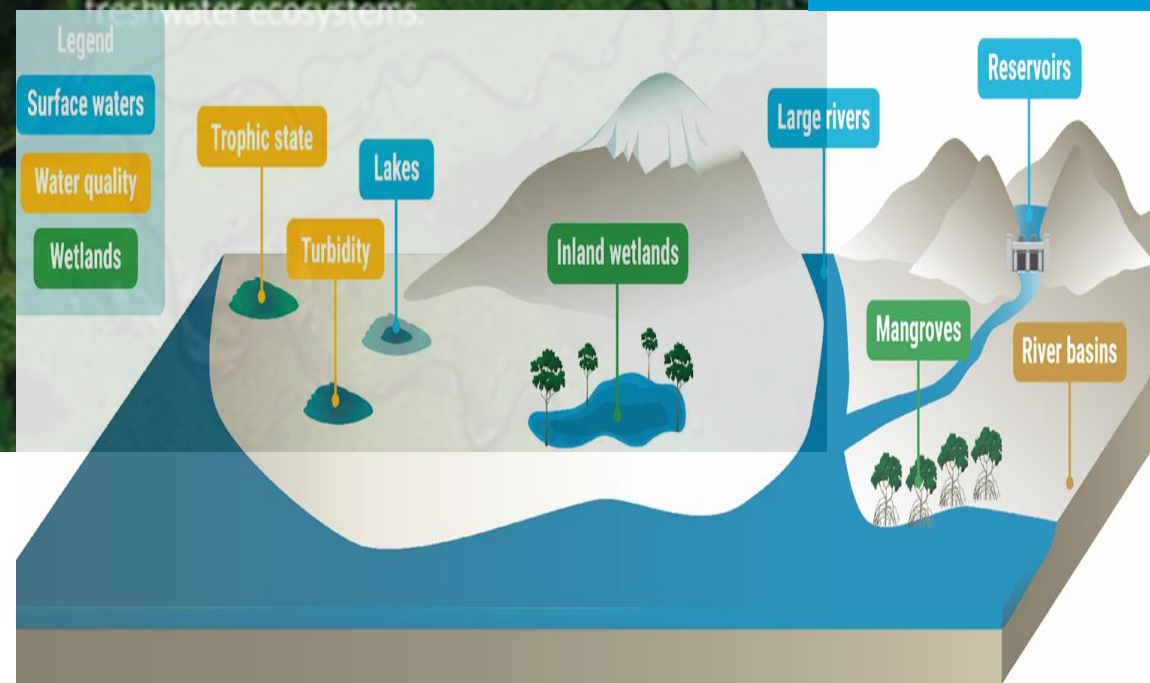 freshwater ecosystems.
Legend
Surface waters
Water quality
Wetlands
Trophic state
Turbidity
Lakes
Inland wetlands
Large rivers
Reservoirs
Mangroves
River basins